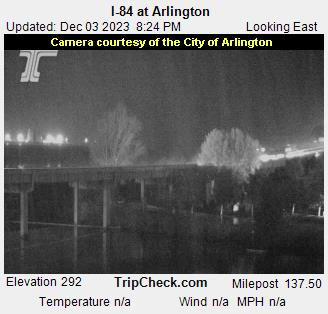 I-84 at Arlington
Updated: Dec 03 2023 8:24 PM Looking East
Camera courtesy of the City of Arlington
Elevation 292 TripCheck.com Milepost 137.50
Temperature n/a Wind n/a MPH n/a